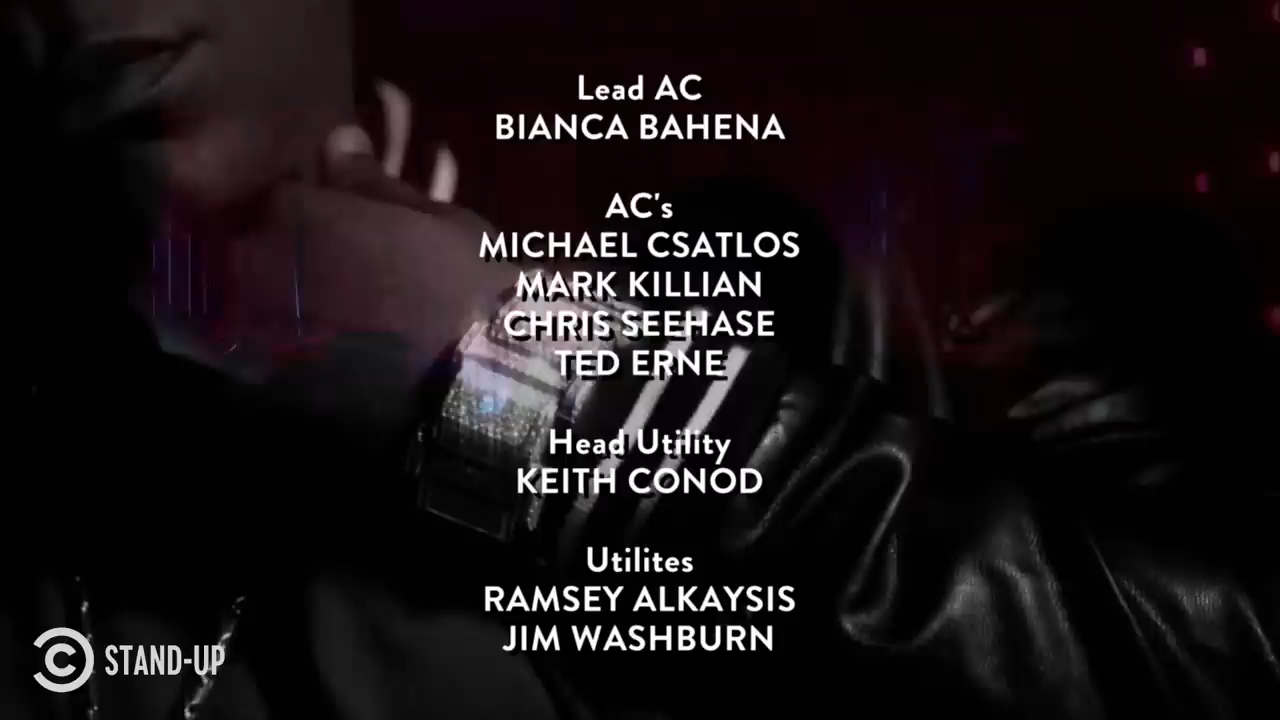 Lead AC
BIANCA BAHENA
AC's
MICHAEL CSATLOS
MARK KILLIAN
CHRIS SEEHASE
TED ERNE
Head Utility
KEITH CONOD
Utilites
RAMSEY ALKAYSIS
JIM WASHBURN
STAND-UP